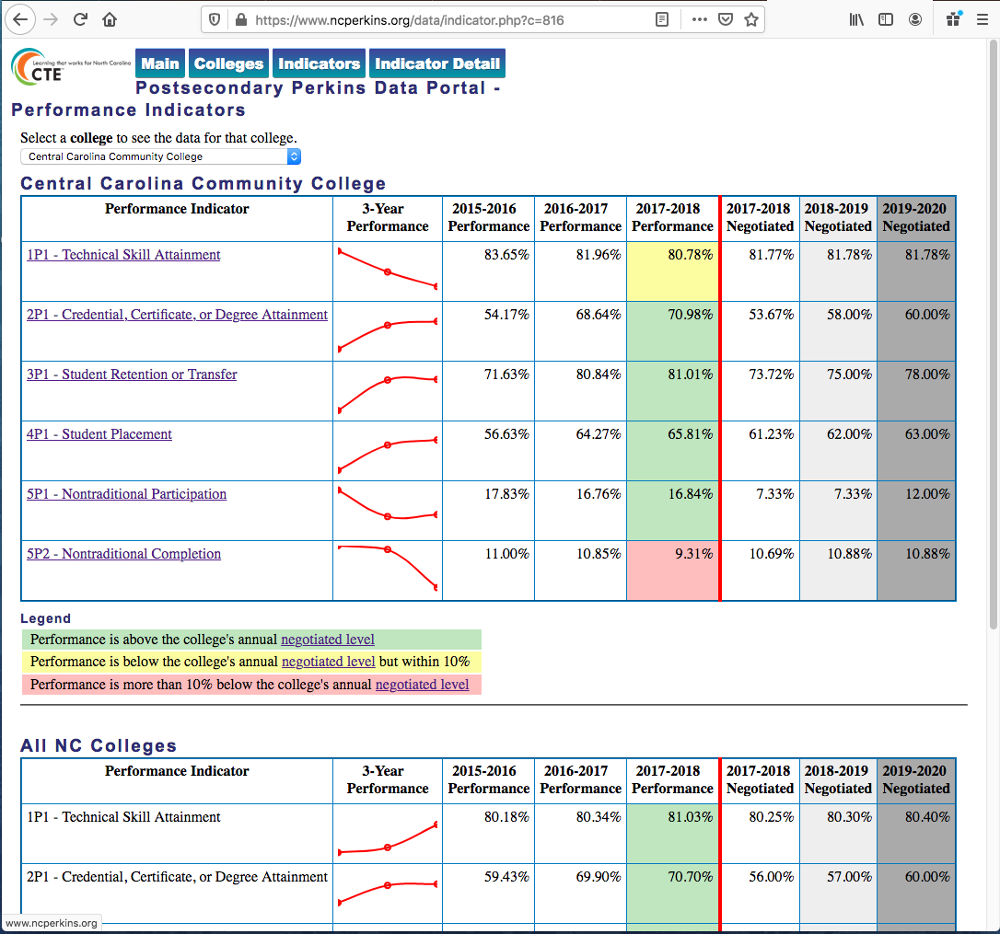 https://www.ncperkins.org/data/indicator.php?c=816
Learning that works for North Carolina
CTE
Main Colleges Indicators Indicator Detail
Postsecondary Perkins Data Portal -
Performance Indicators
Select a college to see the data for that college.
Central Carolina Community College
Central Carolina Community College
Performance Indicator 3-Year Performance 2015-2016 Performance 2016-2017 Performance 2017-2018 Performance 2017-2018 Negotiated 2018-2019 Negotiated 2019-2020 Negotiated
1P1 - Technical Skill Attainment 83.65% 81.96% 80.78% 81.77% 81.78% 81.78%
2P1 - Credential, Certificate, or Degree Attainment 54.17% 68.64% 70.98% 53.67% 58.00% 60.00%
3P1 - Student Retention or Transfer 71.63% 80.84% 81.01% 73.72% 75.00% 78.00%
4P1 - Student Placement 56.63% 64.27% 65.81% 61.23% 62.00% 63.00%
5P1 - Nontraditional Participation 17.83% 16.76% 16.84% 7.33% 7.33% 12.00%
5P2 - Nontraditional Completion 11.00% 10.85% 9.31% 10.69% 10.88% 10.88%
Legend
Performance is above the college's annual negotiated level
Performance is below the college's annual negotiated level but within 10%
Performance is more than 10% below the college's annual negotiated level
All NC Colleges
Performance Indicator 3-Year Performance 2015-2016 Performance 2016-2017 Performance 2017-2018 Performance 2017-2018 Negotiated 2018-2019 Negotiated 2019-2020 Negotiated
1P1 - Technical Skill Attainment 80.18% 80.34% 81.03% 80.25% 80.30% 80.40%
2P1 - Credential, Certificate, or Degree Attainment 59.43% 69.90% 70.70% 56.00% 57.00% 60.00%
www.ncperkins.org